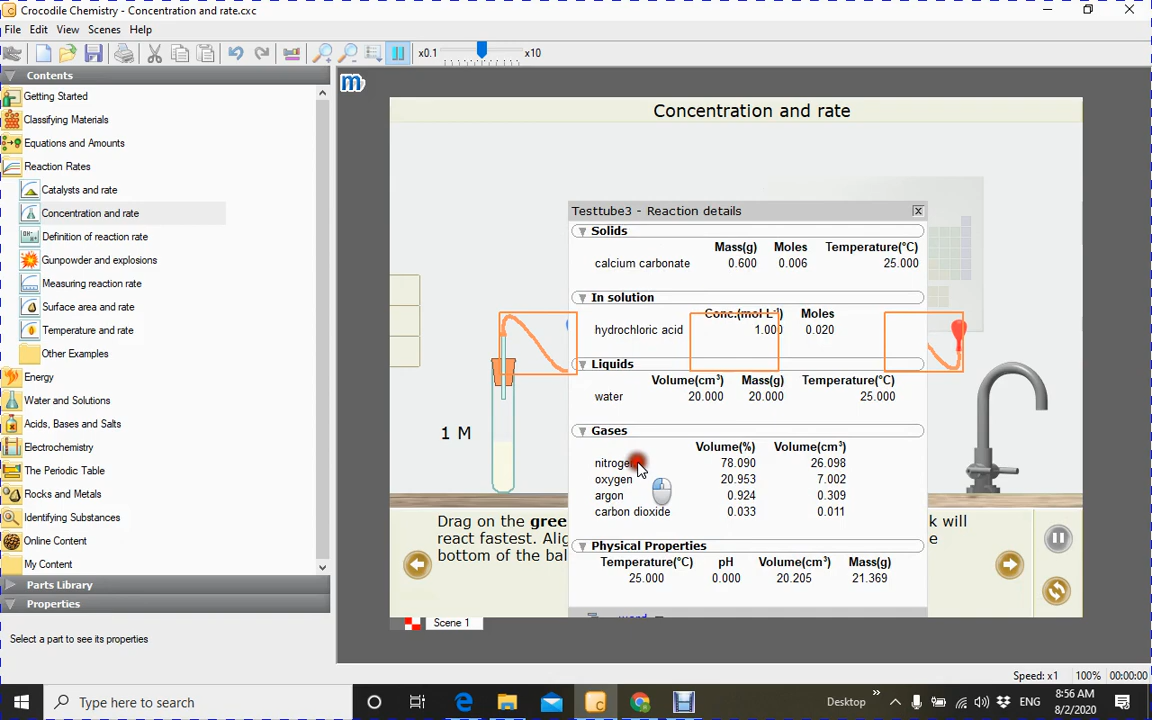 Crocodile Chemistry - Concentration and rate.cxc
File Edit View Scenes Help
x0.1 x10
Contents
Getting Started
Classifying Materials
Equations and Amounts
Reaction Rates
Catalysts and rate
Concentration and rate
Definition of reaction rate
Gunpowder and explosions
Measuring reaction rate
Surface area and rate
Temperature and rate
Other Examples
Energy
Water and Solutions
Acids, Bases and Salts
Electrochemistry
The Periodic Table
Rocks and Metals
Identifying Substances
Online Content
My Content
Parts Library
Properties
Select a part to see its properties
Concentration and rate
Testtube3 - Reaction details
Solids
Mass(g) Moles Temperature(°C)
calcium carbonate 0.600 0.006 25.000
In solution
Conc.(mol L⁻¹) Moles
hydrochloric acid 1.000 0.020
Liquids
Volume(cm³) Mass(g) Temperature(°C)
water 20.000 20.000 25.000
Gases
Volume(%) Volume(cm³)
nitrogen 78.090 26.098
oxygen 20.953 7.002
argon 0.924 0.309
carbon dioxide 0.033 0.011
Physical Properties
Temperature(°C) pH Volume(cm³) Mass(g)
25.000 0.000 20.205 21.369
1 M
Drag on the gree k will
react fastest. Alig e
bottom of the bal
Scene 1
Speed: x1 100% 00:00:00
Type here to search
Desktop » ENG
8:56 AM
8/2/2020